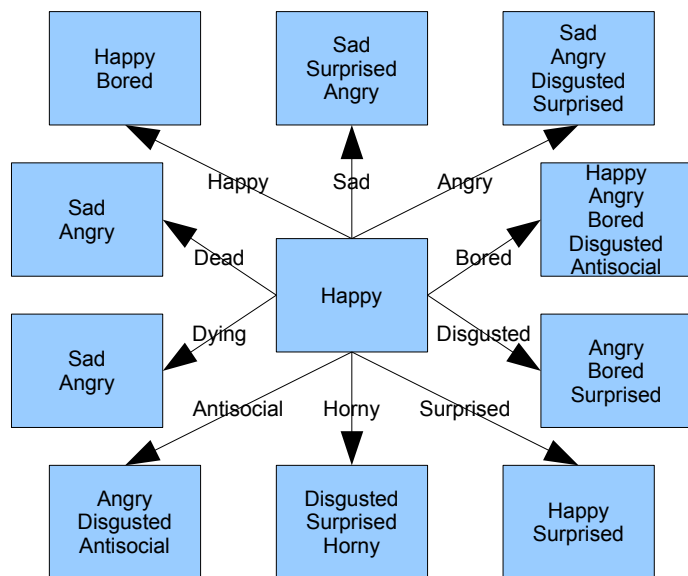 Happy
Bored
Sad
Surprised
Angry
Sad
Angry
Disgusted
Surprised
Happy
Sad
Angry
Sad
Angry
Happy
Angry
Bored
Disgusted
Antisocial
Dead
Bored
Happy
Dying
Disgusted
Sad
Angry
Angry
Bored
Surprised
Antisocial
Horny
Surprised
Angry
Disgusted
Antisocial
Disgusted
Surprised
Horny
Happy
Surprised